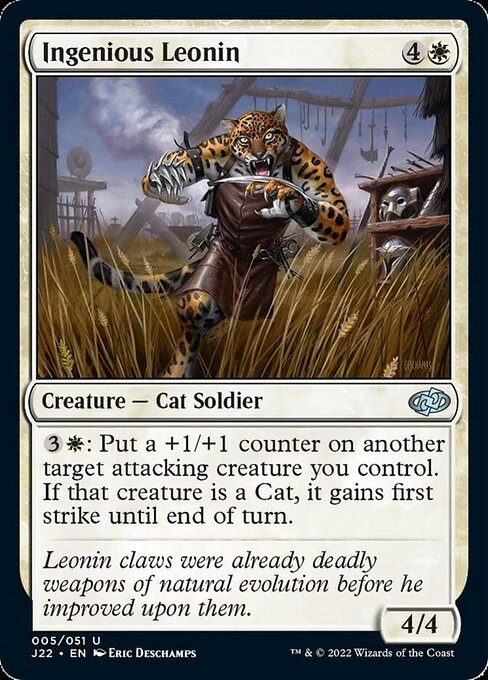 Ingenious Leonin 4
DESCHAMPS
Creature — Cat Soldier
3 : Put a +1/+1 counter on another
target attacking creature you control.
If that creature is a Cat, it gains first
strike until end of turn.
Leonin claws were already deadly
weapons of natural evolution before he
improved upon them.
4/4
005/051 U
J22 • EN Eric Deschamps
™ & © 2022 Wizards of the Coast